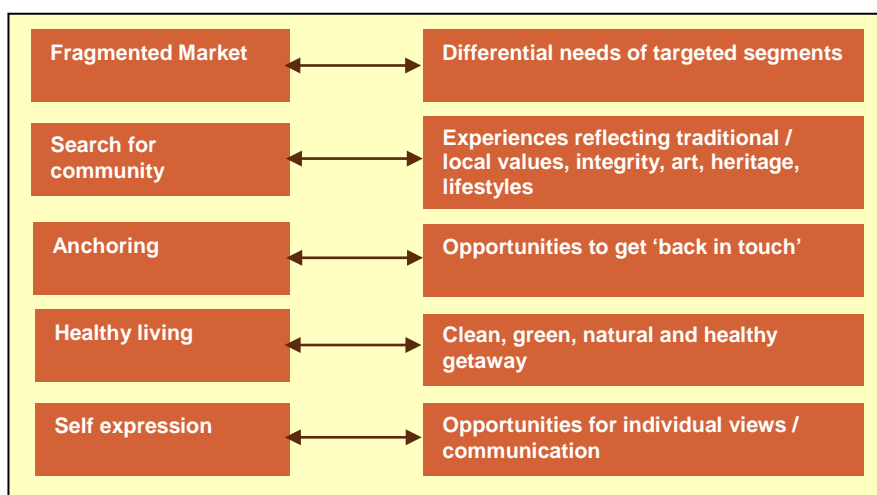 Fragmented Market
Differential needs of targeted segments
Search for
community
Experiences reflecting traditional /
local values, integrity, art, heritage,
lifestyles
Anchoring
Opportunities to get ‘back in touch’
Healthy living
Clean, green, natural and healthy
getaway
Self expression
Opportunities for individual views /
communication